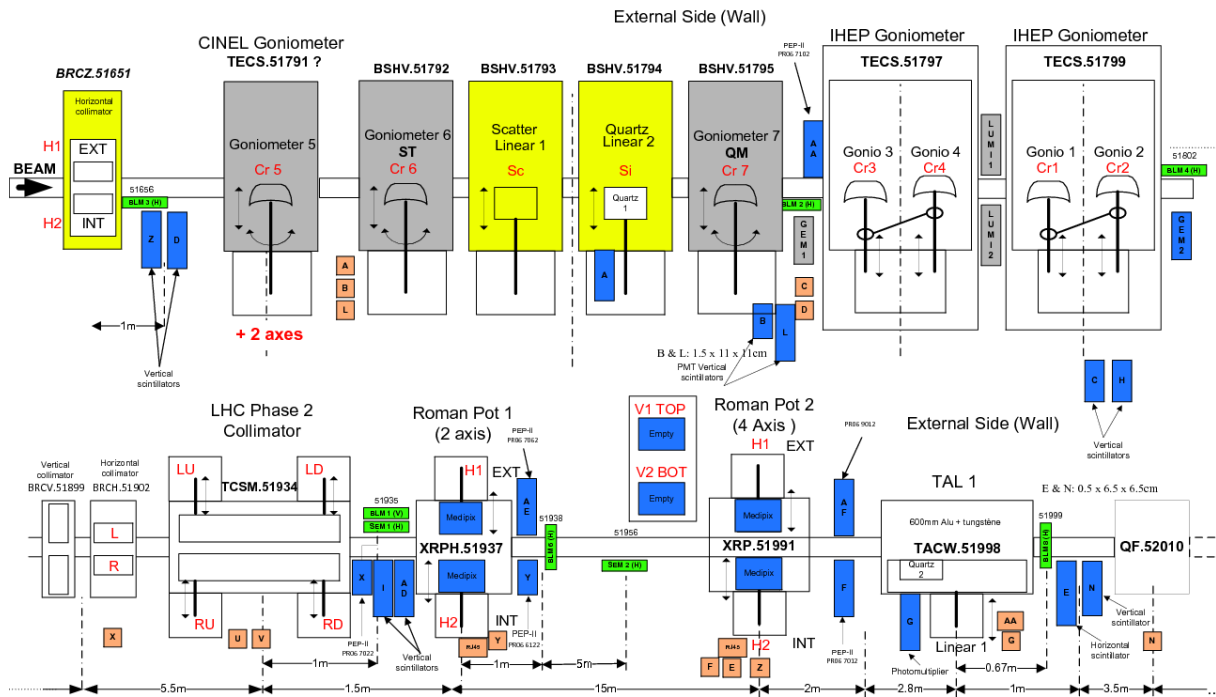 External Side (Wall)
CINEL Goniometer
TECS.51791 ?
IHEP Goniometer
TECS.51797
IHEP Goniometer
TECS.51799
BRCZ.51651
BSHV.51792
BSHV.51793
BSHV.51794
BSHV.51795
PEP-II
PR06 7102
Horizontal
collimator
H1
EXT
BEAM
H2
INT
51656
BLM 3 (H)
Z
D
Goniometer 5
Cr 5
Goniometer 6
ST
Cr 6
Scatter
Linear 1
Sc
Quartz
Linear 2
Si
Quartz
1
Goniometer 7
QM
Cr 7
AA
BLM 2 (H)
GEM1
Gonio 3
Cr3
Gonio 4
Cr4
LUMI1
LUMI2
Gonio 1
Cr1
Gonio 2
Cr2
51802
BLM 4 (H)
GEM2
A
B
L
A
C
D
1m
+ 2 axes
B
L
B & L: 1.5 x 11 x 11cm
PMT Vertical
scintillators
Vertical
scintillators
C
H
Vertical
scintillators
LHC Phase 2
Collimator
Roman Pot 1
(2 axis)
V1 TOP
Empty
V2 BOT
Empty
Roman Pot 2
(4 Axis )
External Side (Wall)
PEP-II
PR06 7062
PR06 9012
Vertical
collimator
BRCV.51899
Horizontal
collimator
BRCH.51902
LU
LD
TCSM.51934
H1
EXT
H1
EXT
TAL 1
E & N: 0.5 x 6.5 x 6.5cm
51935
BLM 1 (V)
SEM 1 (H)
Medipix
AE
51938
BLM 6 (H)
51956
SEM 2 (H)
Medipix
AF
600mm Alu + tungstène
51999
BLM 8 (H)
L
R
XRPH.51937
XRP.51991
TACW.51998
QF.52010
X
I
AD
Medipix
Y
Medipix
F
Quartz
2
E
N
RU
RD
H2
INT
H2
INT
G
Linear 1
AA
G
Vertical
scintillator
Horizontal
scintillator
X
U
V
PEP-II
PR06 7022
Vertical
scintillators
RJ45
Y
PEP-II
PR06 6122
RJ45
F
E
Z
PEP-II
PR06 7012
Photomultiplier
N
1m
1m
5m
0.67m
5.5m
1.5m
15m
2m
2.8m
1m
3.5m